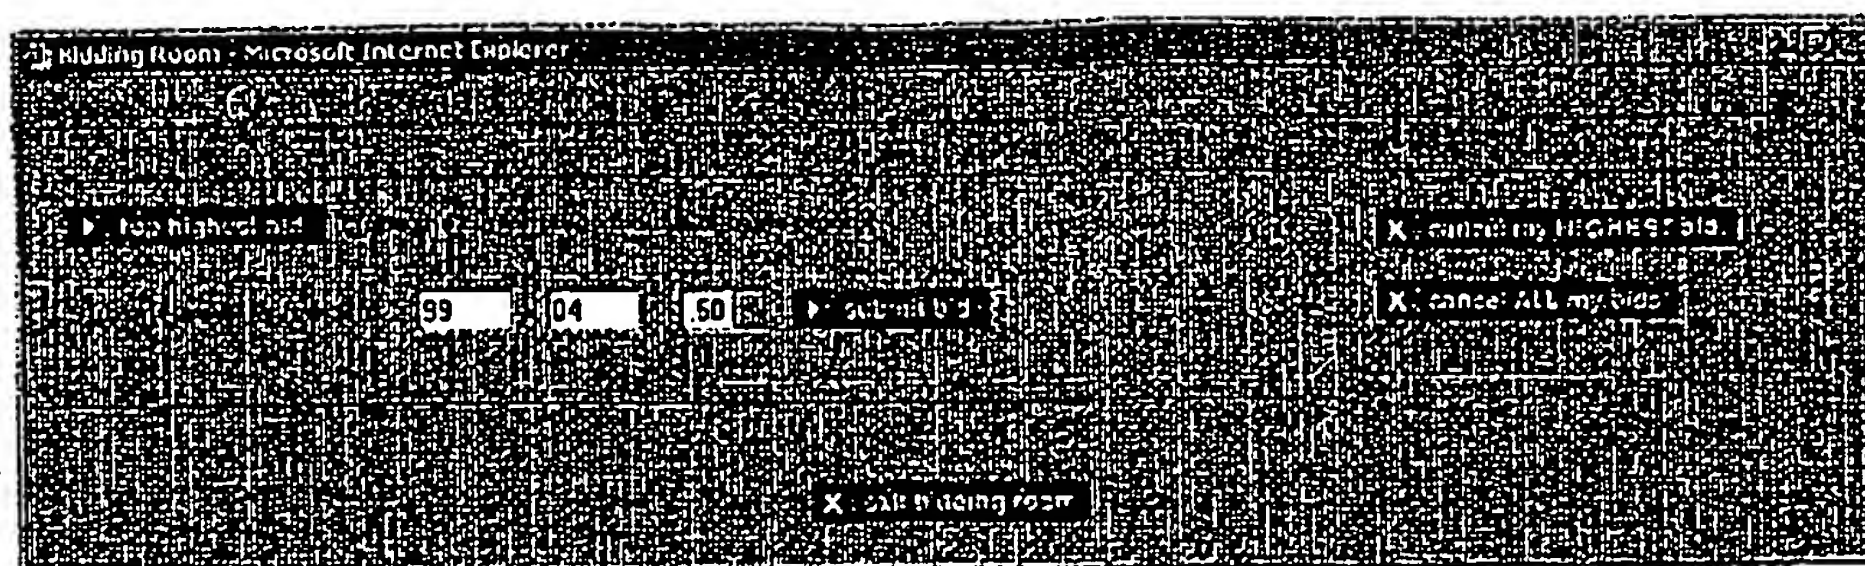 Bidding Room - Microsoft Internet Explorer
top highest bid
X cancel my HIGHEST bid.
99 04 .50 submit bid
X cancel ALL my bids
X exit bidding room